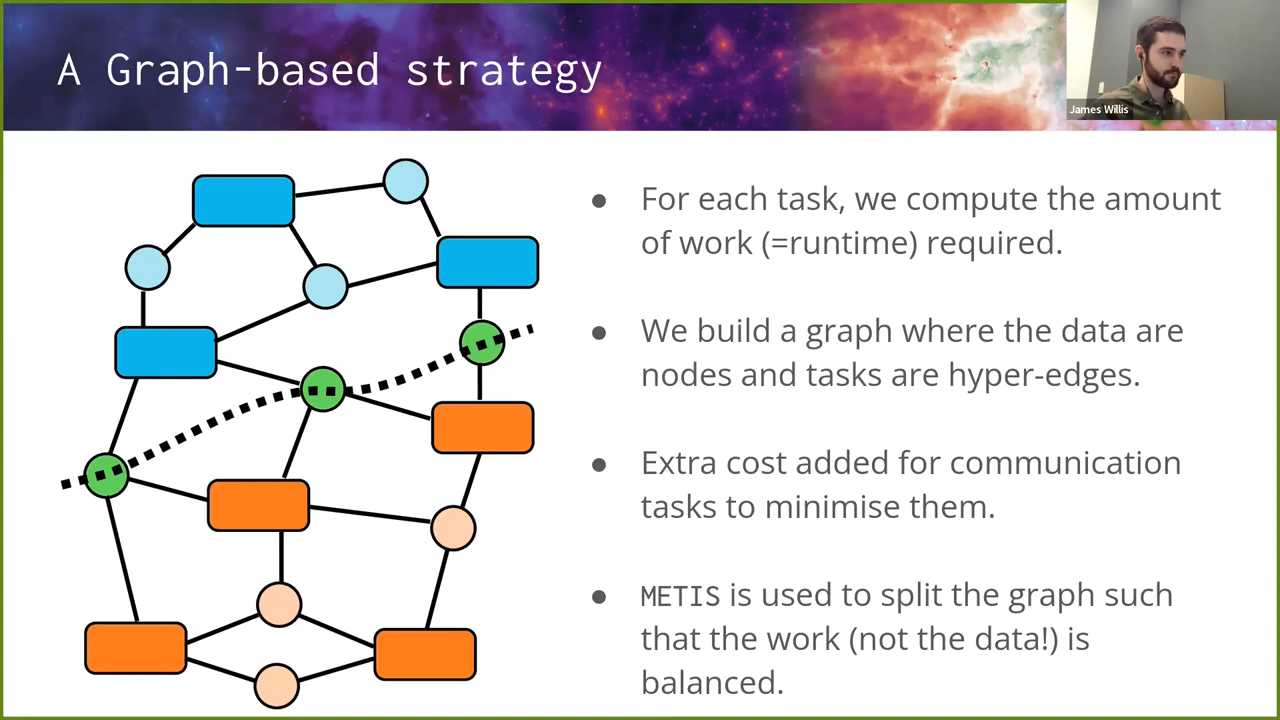 A Graph-based strategy
James Willis
● For each task, we compute the amount
of work (=runtime) required.
● We build a graph where the data are
nodes and tasks are hyper-edges.
● Extra cost added for communication
tasks to minimise them.
● METIS is used to split the graph such
that the work (not the data!) is
balanced.